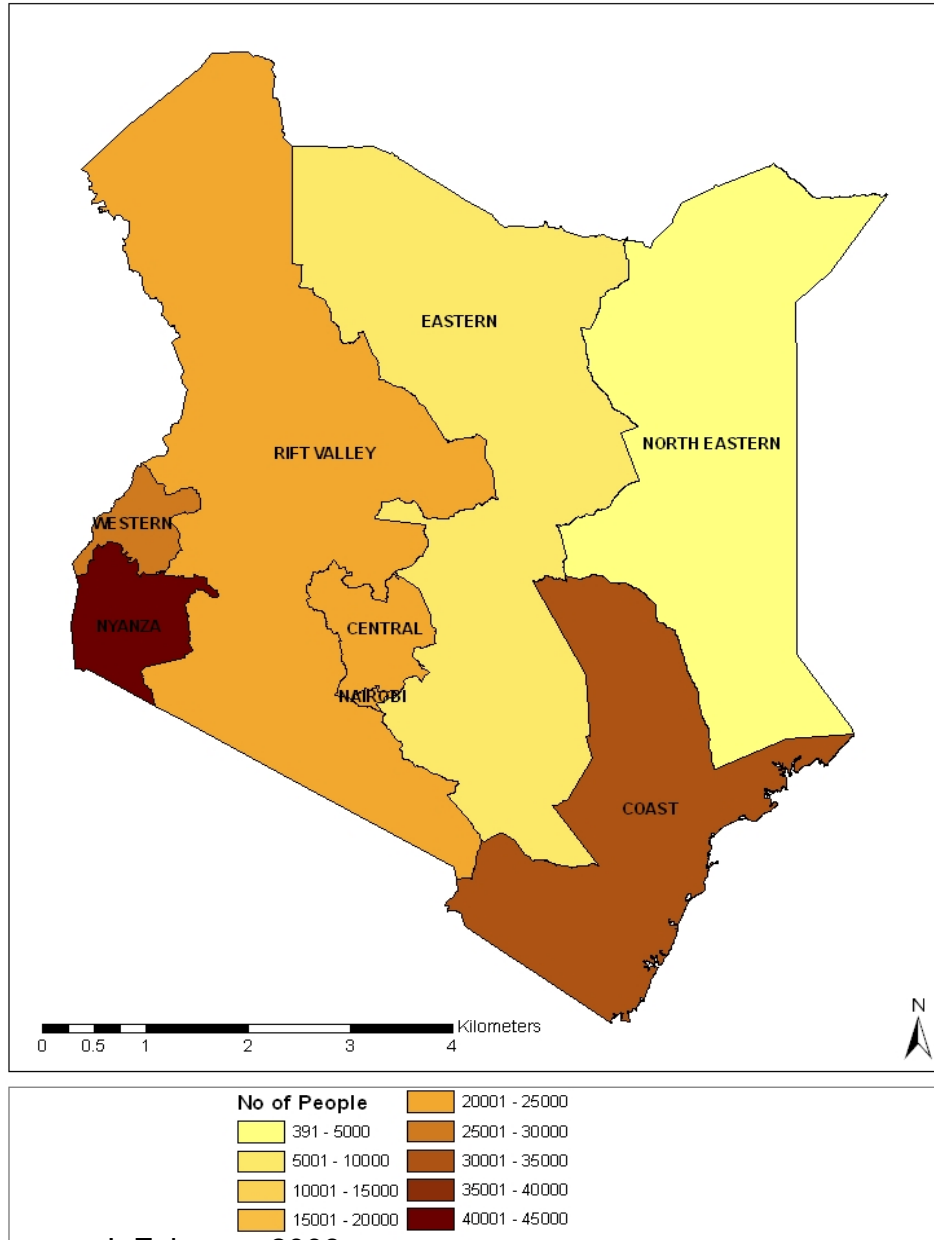 EASTERN
NORTH EASTERN
RIFT VALLEY
WESTERN
NYANZA
CENTRAL
NAIROBI
COAST
N
Kilometers
0 0.5 1 2 3 4
No of People
391 - 5000
5001 - 10000
10001 - 15000
15001 - 20000
20001 - 25000
25001 - 30000
30001 - 35000
35001 - 40000
40001 - 45000